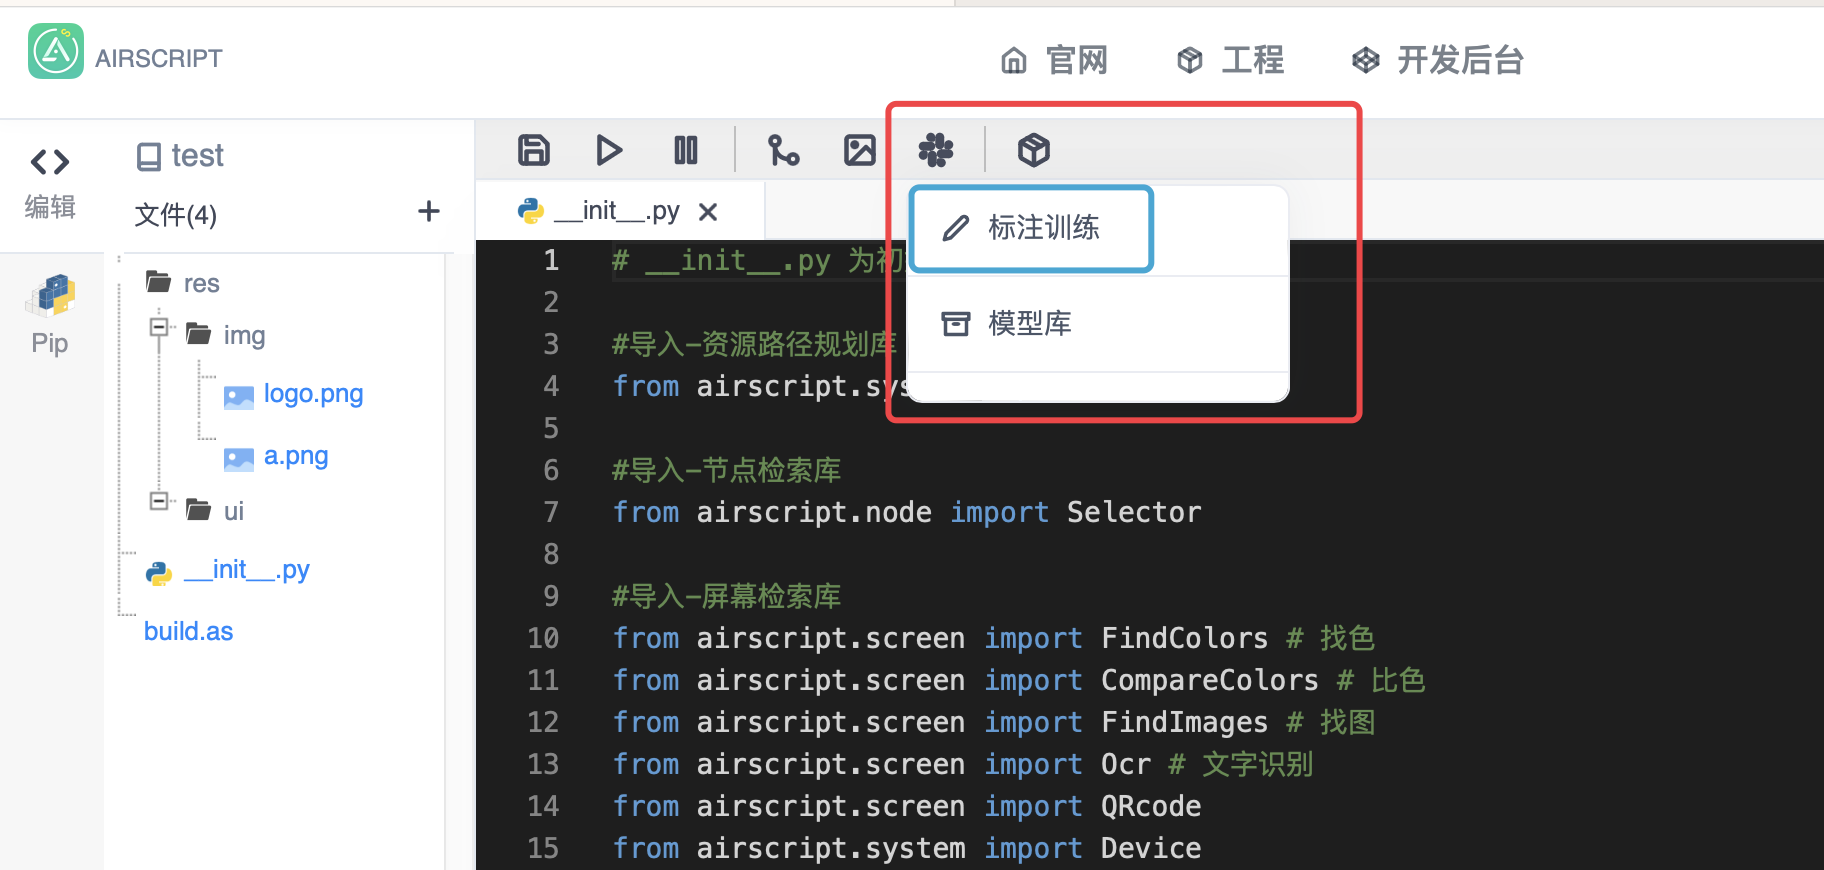 AIRSCRIPT
官网
工程
开发后台
编辑
Pip
test
文件(4)
res
img
logo.png
a.png
ui
__init__.py
build.as
__init__.py
标注训练
模型库
1 # __init__.py 为初
2
3 #导入-资源路径规划库
4 from airscript.sys
5
6 #导入-节点检索库
7 from airscript.node import Selector
8
9 #导入-屏幕检索库
10 from airscript.screen import FindColors # 找色
11 from airscript.screen import CompareColors # 比色
12 from airscript.screen import FindImages # 找图
13 from airscript.screen import Ocr # 文字识别
14 from airscript.screen import QRcode
15 from airscript.system import Device